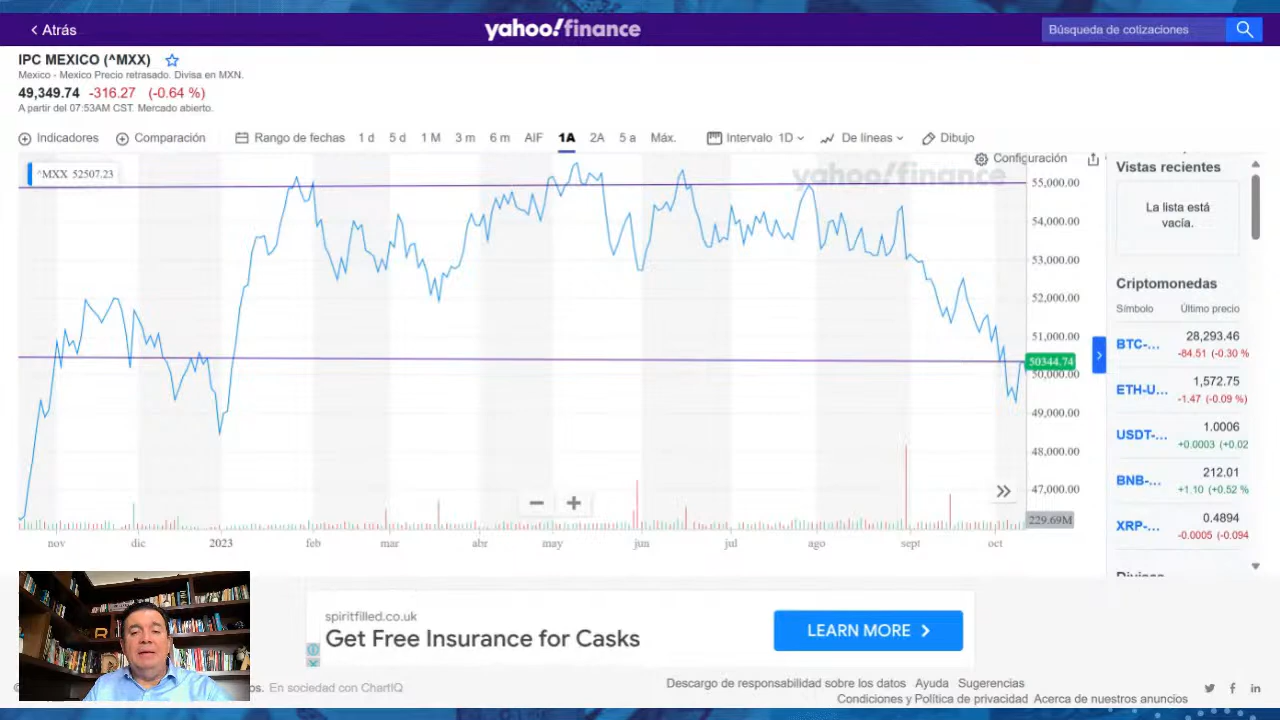 Atrás
yahoo!finance
Búsqueda de cotizaciones
IPC MEXICO (^MXX)
Mexico - Mexico Precio retrasado. Divisa en MXN.
49,349.74 -316.27 (-0.64 %)
A partir del 07:53AM CST. Mercado abierto.
Indicadores Comparación Rango de fechas 1 d 5 d 1 M 3 m 6 m AIF 1A 2A 5 a Máx. Intervalo 1D De líneas Dibujo
Configuración
^MXX 52507.23
yahoo!finance
55,000.00
54,000.00
53,000.00
52,000.00
51,000.00
50344.74
50,000.00
49,000.00
48,000.00
47,000.00
229.69M
nov dic 2023 feb mar abr may jun jul ago sept oct
Vistas recientes
La lista está
vacía.
Criptomonedas
Símbolo Último precio
BTC-... 28,293.46
-84.51 (-0.30 %
ETH-U... 1,572.75
-1.47 (-0.09 %)
USDT-... 1.0006
+0.0003 (+0.02
BNB-... 212.01
+1.10 (+0.52 %
XRP-... 0.4894
-0.0005 (-0.094
Divisas
spiritfilled.co.uk
Get Free Insurance for Casks
LEARN MORE
os. En sociedad con ChartIQ
Descargo de responsabilidad sobre los datos Ayuda Sugerencias
Condiciones y Política de privacidad Acerca de nuestros anuncios